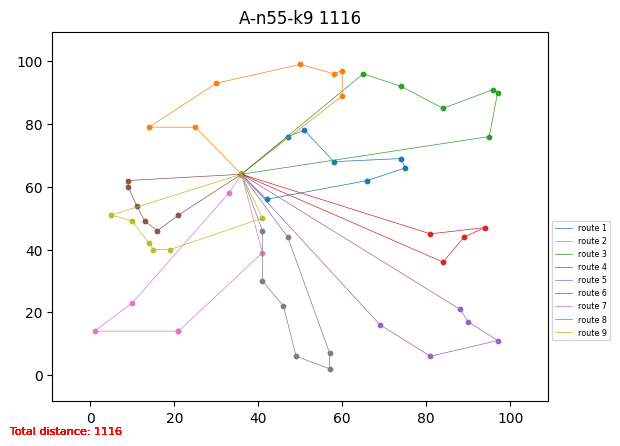 A-n55-k9 1116
100
80
60
40
20
0
0 20 40 60 80 100
route 1
route 2
route 3
route 4
route 5
route 6
route 7
route 8
route 9
Total distance: 1116